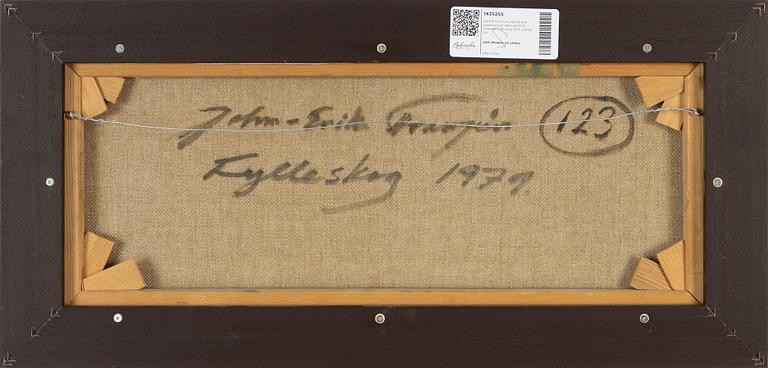 1435255
John-Erik Franzén 123
Kylleskog 1979.